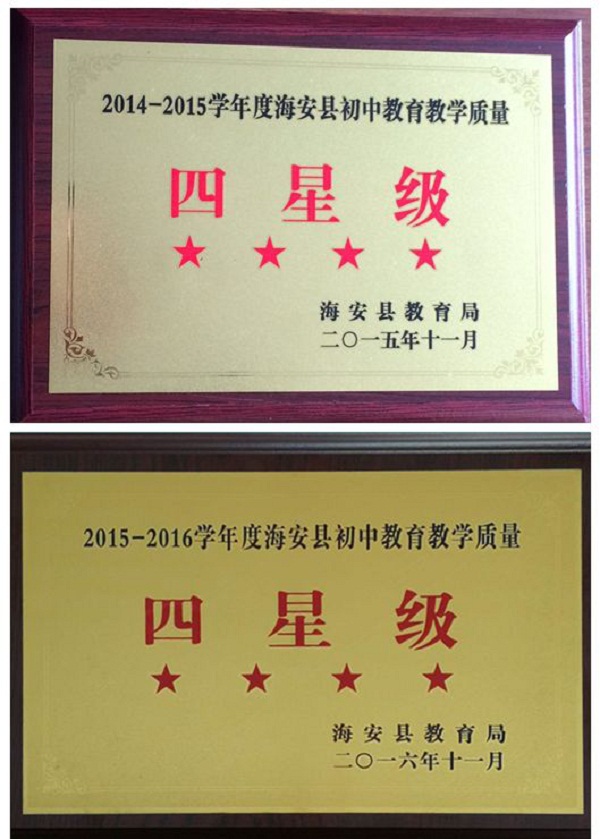 2014-2015学年度海安县初中教育教学质量
四星级
★★★★
海安县教育局
二〇一五年十一月
2015-2016学年度海安县初中教育教学质量
四星级
★★★★
海安县教育局
二〇一六年十一月